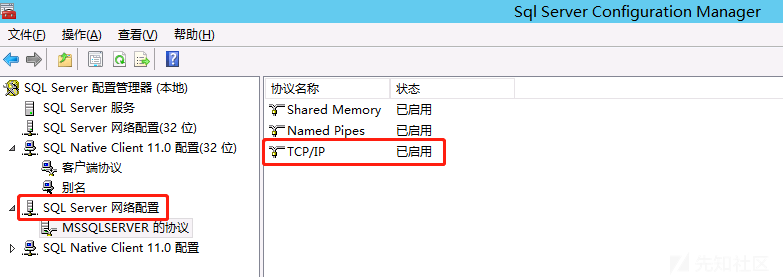 Sql Server Configuration Manager
文件(F) 操作(A) 查看(V) 帮助(H)
SQL Server 配置管理器 (本地)
SQL Server 服务
SQL Server 网络配置(32 位)
SQL Native Client 11.0 配置(32 位)
客户端协议
别名
SQL Server 网络配置
MSSQLSERVER 的协议
SQL Native Client 11.0 配置
协议名称 状态
Shared Memory 已启用
Named Pipes 已启用
TCP/IP 已启用
先知社区